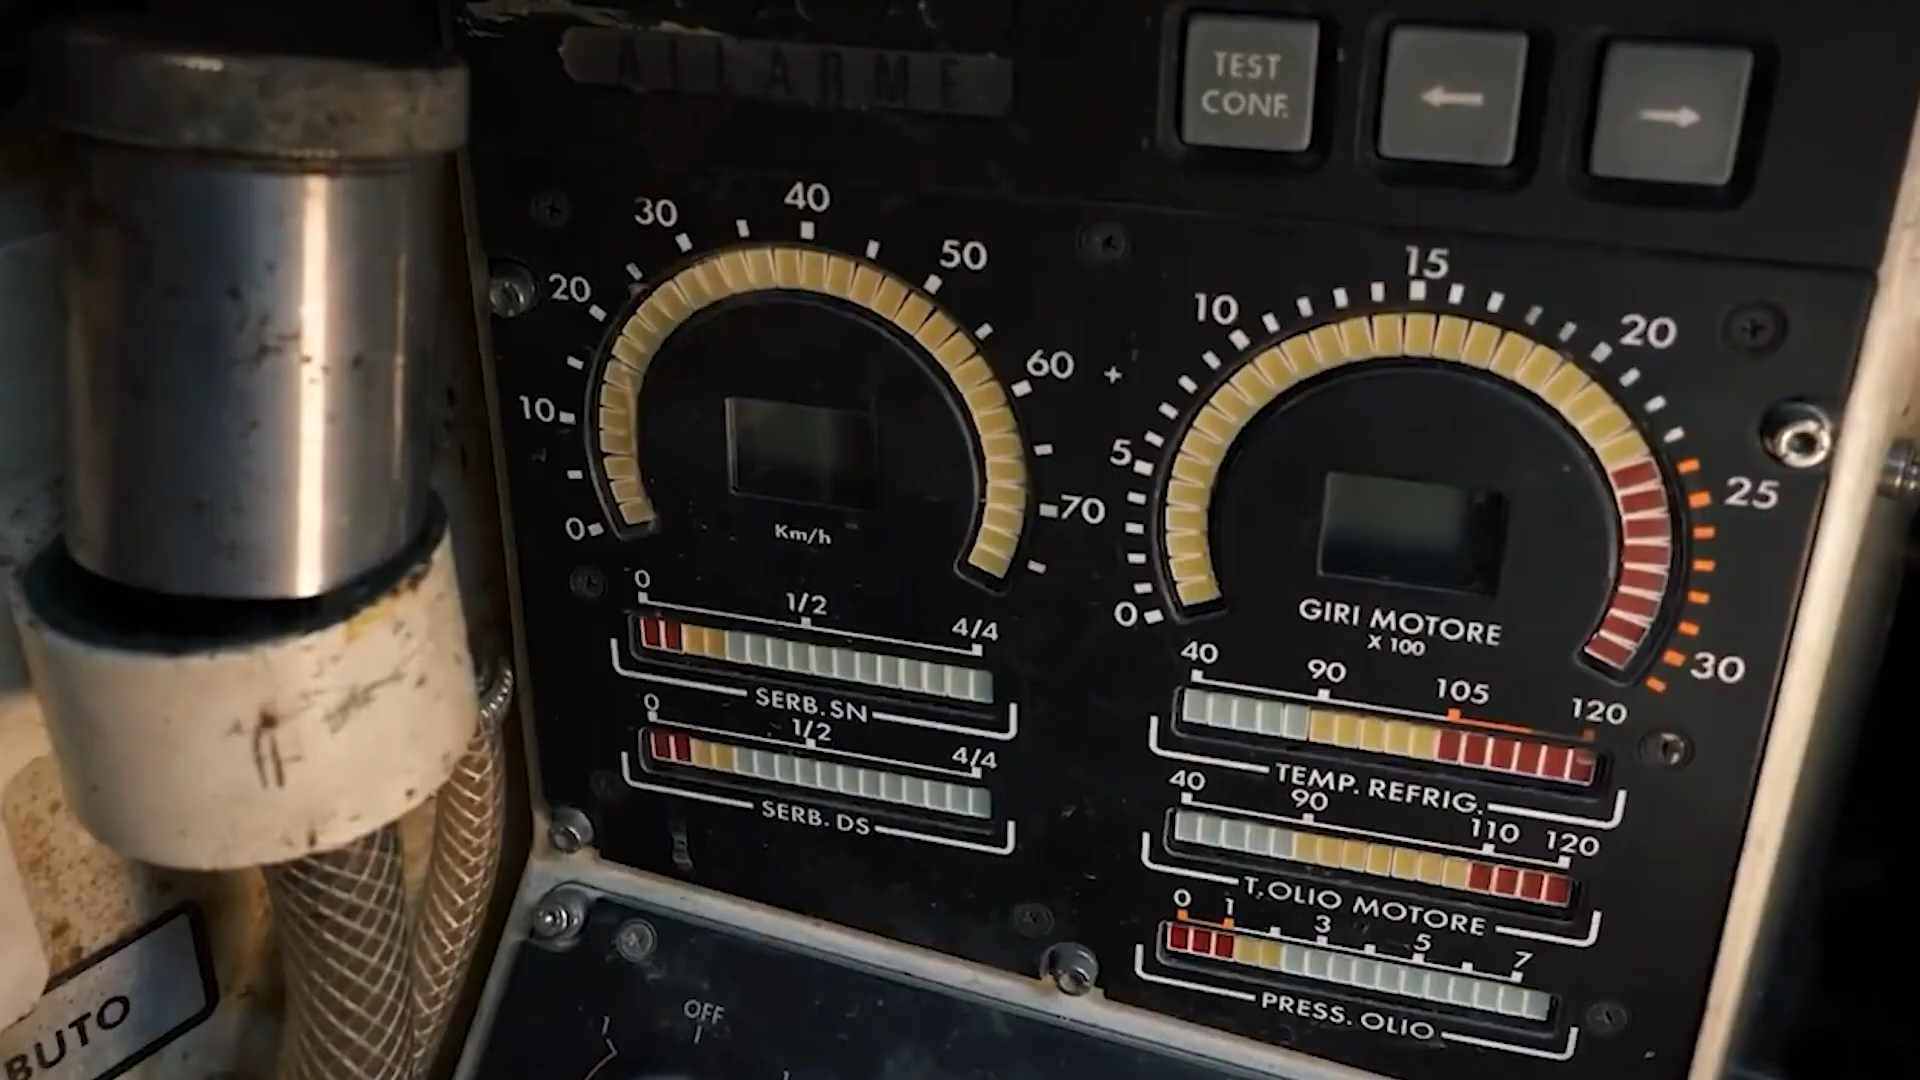 ALLARME
TEST
CONF.
←
→
0
10
20
30
40
50
60
70
Km/h
0
5
10
15
20
25
30
GIRI MOTORE
X 100
0 1/2 4/4
SERB. SN
0 1/2 4/4
SERB. DS
40 90 105 120
TEMP. REFRIG.
40 90 110 120
T. OLIO MOTORE
0 1 3 5 7
PRESS. OLIO
OFF
BUTO